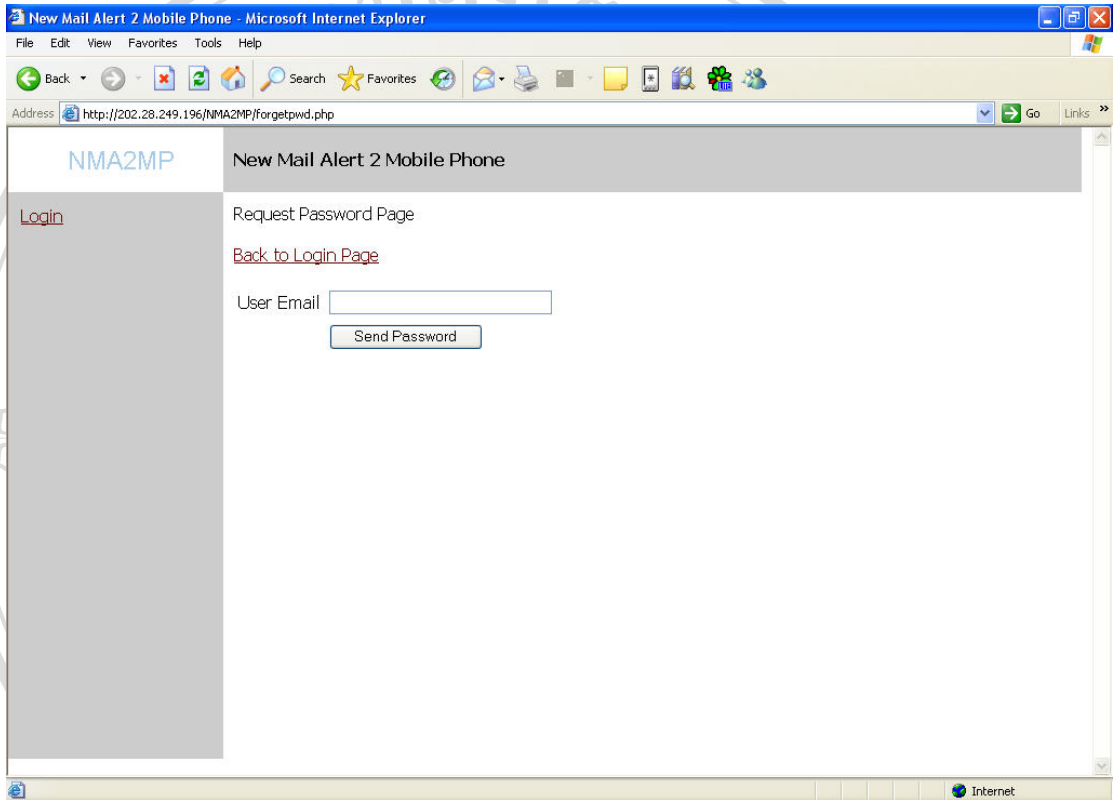 New Mail Alert 2 Mobile Phone - Microsoft Internet Explorer
File Edit View Favorites Tools Help
Back Search Favorites
Address http://202.28.249.196/NMA2MP/forgetpwd.php Go Links »
NMA2MP New Mail Alert 2 Mobile Phone
Login Request Password Page
Back to Login Page
User Email
Send Password
Internet